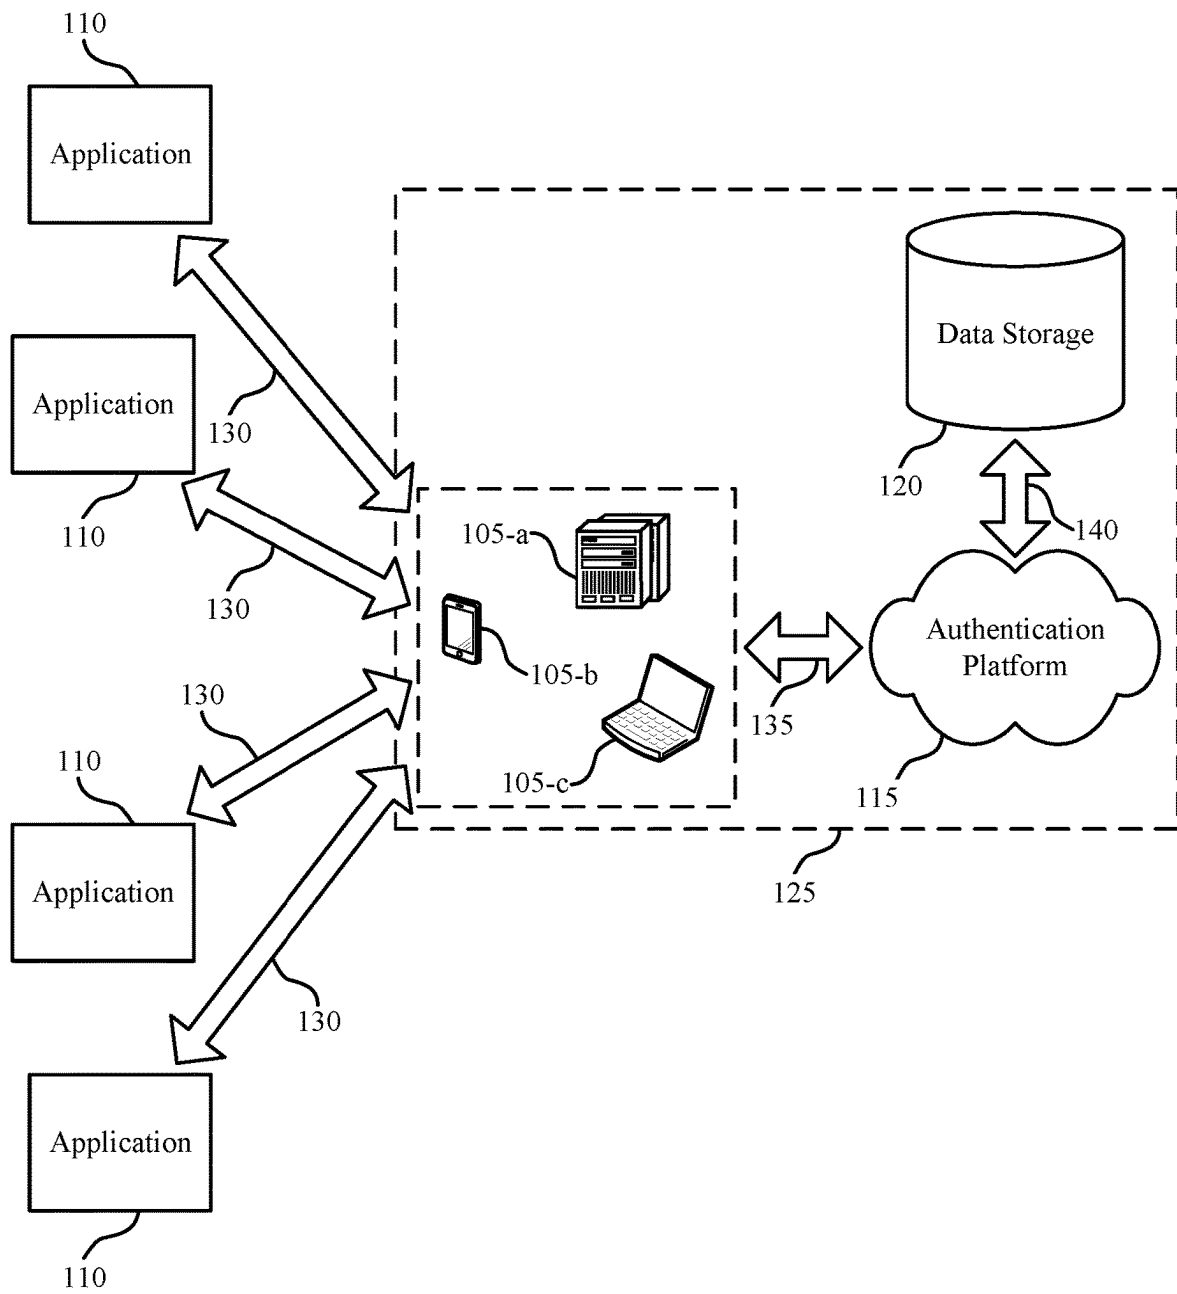 110
Application
130
Application
110
130
130
110
Application
130
Application
110
Data Storage
120
140
105-a
105-b
105-c
135
Authentication
Platform
115
125